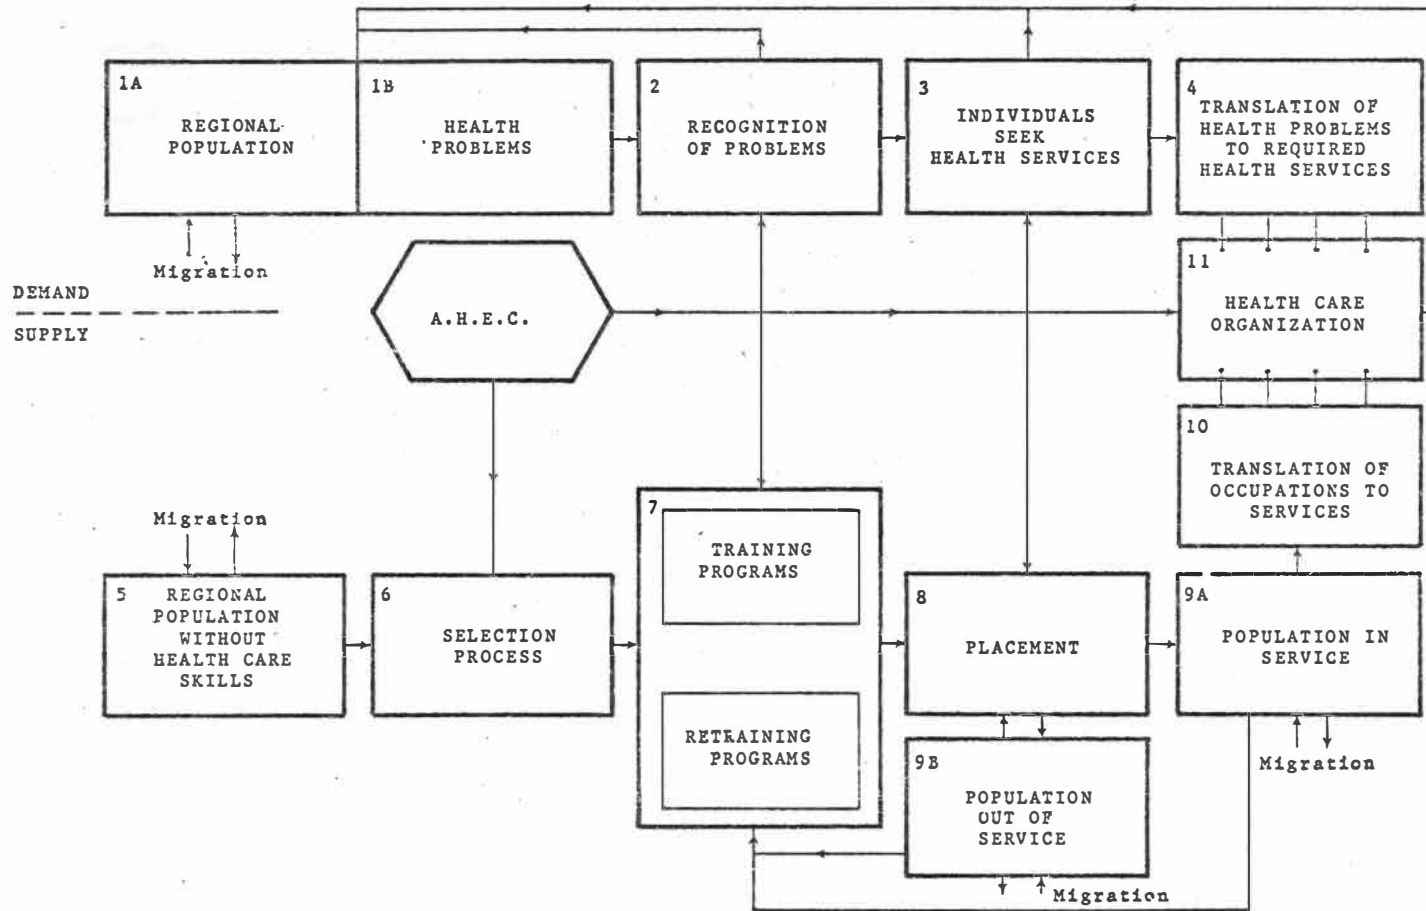 1A
REGIONAL
POPULATION
1B
HEALTH
PROBLEMS
2
RECOGNITION
OF PROBLEMS
3
INDIVIDUALS
SEEK
HEALTH SERVICES
4
TRANSLATION OF
HEALTH PROBLEMS
TO REQUIRED
HEALTH SERVICES
Migration
DEMAND
SUPPLY
A.H.E.C.
11
HEALTH CARE
ORGANIZATION
10
TRANSLATION OF
OCCUPATIONS TO
SERVICES
Migration
5
REGIONAL
POPULATION
WITHOUT
HEALTH CARE
SKILLS
6
SELECTION
PROCESS
7
TRAINING
PROGRAMS
RETRAINING
PROGRAMS
8
PLACEMENT
9A
POPULATION IN
SERVICE
Migration
9B
POPULATION
OUT OF
SERVICE
Migration